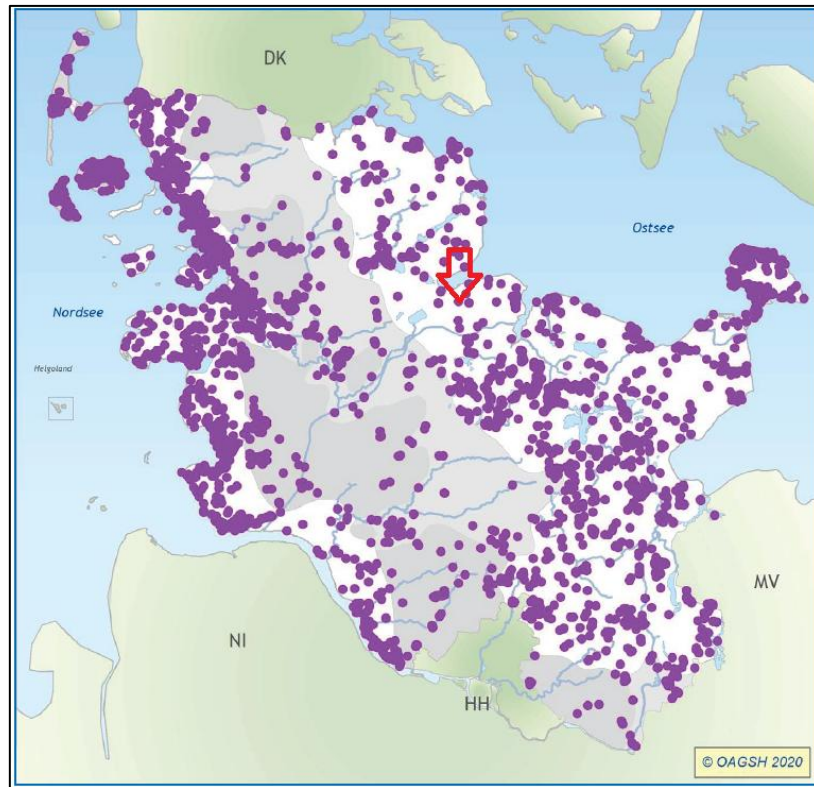 DK
Ostsee
Nordsee
Helgoland
MV
NI
HH
© OAGSH 2020